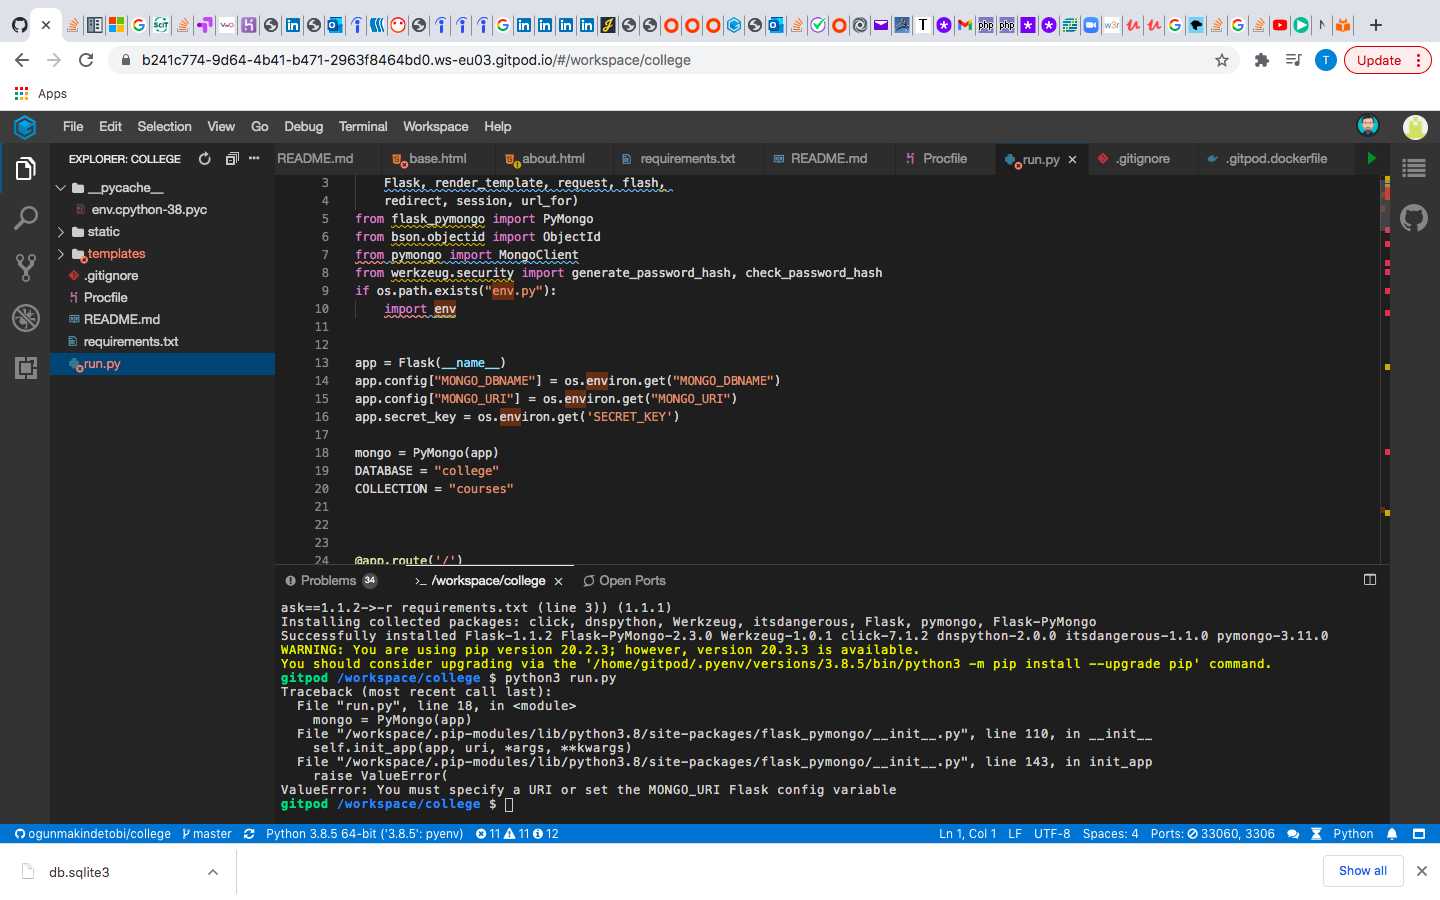 b241c774-9d64-4b41-b471-2963f8464bd0.ws-eu03.gitpod.io/#/workspace/college
T
Update
Apps
File Edit Selection View Go Debug Terminal Workspace Help
EXPLORER: COLLEGE
README.md base.html about.html requirements.txt README.md Procfile run.py .gitignore .gitpod.dockerfile
__pycache__
env.cpython-38.pyc
static
templates
.gitignore
Procfile
README.md
requirements.txt
run.py
3 Flask, render_template, request, flash,
4 redirect, session, url_for)
5 from flask_pymongo import PyMongo
6 from bson.objectid import ObjectId
7 from pymongo import MongoClient
8 from werkzeug.security import generate_password_hash, check_password_hash
9 if os.path.exists("env.py"):
10 import env
11
12
13 app = Flask(__name__)
14 app.config["MONGO_DBNAME"] = os.environ.get("MONGO_DBNAME")
15 app.config["MONGO_URI"] = os.environ.get("MONGO_URI")
16 app.secret_key = os.environ.get('SECRET_KEY')
17
18 mongo = PyMongo(app)
19 DATABASE = "college"
20 COLLECTION = "courses"
21
22
23
24 @app.route('/')
Problems 34 /workspace/college Open Ports
ask==1.1.2->-r requirements.txt (line 3)) (1.1.1)
Installing collected packages: click, dnspython, Werkzeug, itsdangerous, Flask, pymongo, Flask-PyMongo
Successfully installed Flask-1.1.2 Flask-PyMongo-2.3.0 Werkzeug-1.0.1 click-7.1.2 dnspython-2.0.0 itsdangerous-1.1.0 pymongo-3.11.0
WARNING: You are using pip version 20.2.3; however, version 20.3.3 is available.
You should consider upgrading via the '/home/gitpod/.pyenv/versions/3.8.5/bin/python3 -m pip install --upgrade pip' command.
gitpod /workspace/college $ python3 run.py
Traceback (most recent call last):
File "run.py", line 18, in <module>
mongo = PyMongo(app)
File "/workspace/.pip-modules/lib/python3.8/site-packages/flask_pymongo/__init__.py", line 110, in __init__
self.init_app(app, uri, *args, **kwargs)
File "/workspace/.pip-modules/lib/python3.8/site-packages/flask_pymongo/__init__.py", line 143, in init_app
raise ValueError(
ValueError: You must specify a URI or set the MONGO_URI Flask config variable
gitpod /workspace/college $
ogunmakindetobi/college master Python 3.8.5 64-bit ('3.8.5': pyenv) 11 11 12 Ln 1, Col 1 LF UTF-8 Spaces: 4 Ports: 33060, 3306 Python
db.sqlite3
Show all